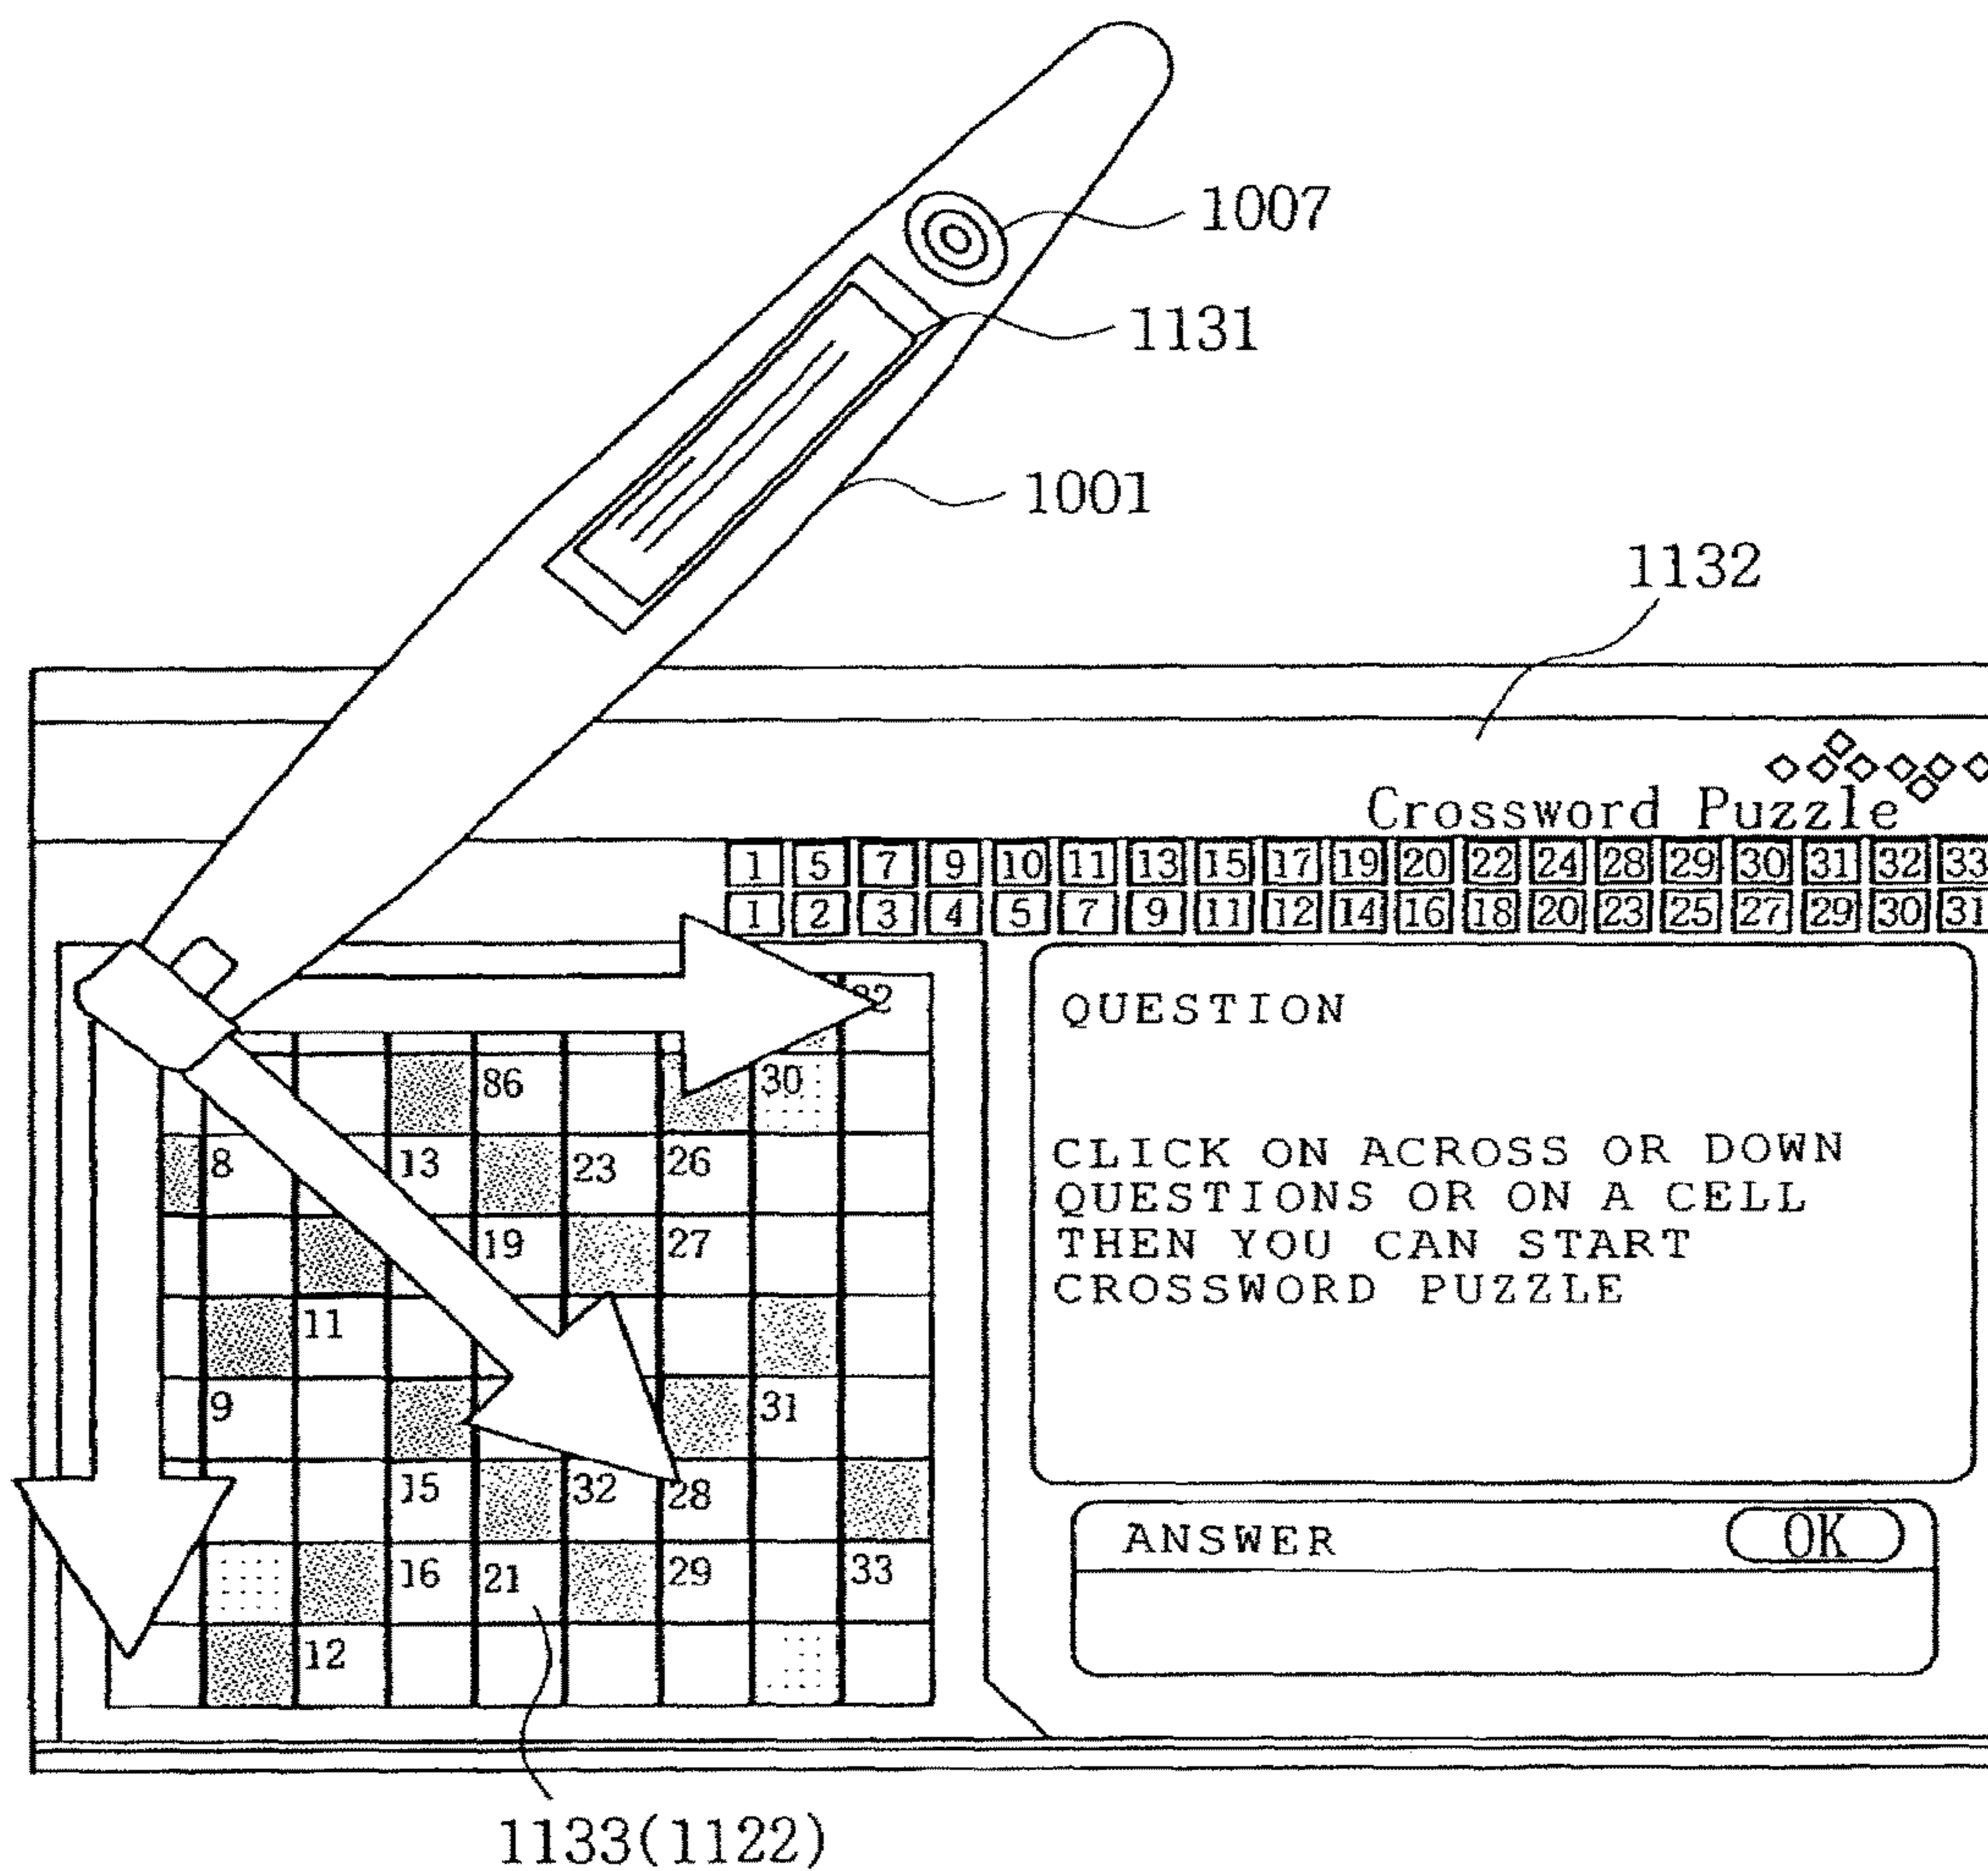 1007
1131
1001
1132
Crossword Puzzle
1 5 7 9 10 11 13 15 17 19 20 22 24 28 29 30 31 32 33
1 2 3 4 5 7 9 11 12 14 16 18 20 23 25 27 29 30 31
86 30
8 13 23 26
19 27
11
9 31
15 32 28
16 21 29 33
12
QUESTION
CLICK ON ACROSS OR DOWN
QUESTIONS OR ON A CELL
THEN YOU CAN START
CROSSWORD PUZZLE
ANSWER OK
1133(1122)